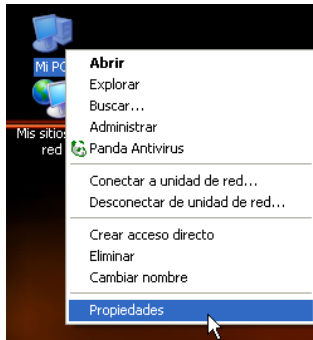 Mi PC
Mis sitios
red
Abrir
Explorar
Buscar...
Administrar
Panda Antivirus
Conectar a unidad de red...
Desconectar de unidad de red...
Crear acceso directo
Eliminar
Cambiar nombre
Propiedades